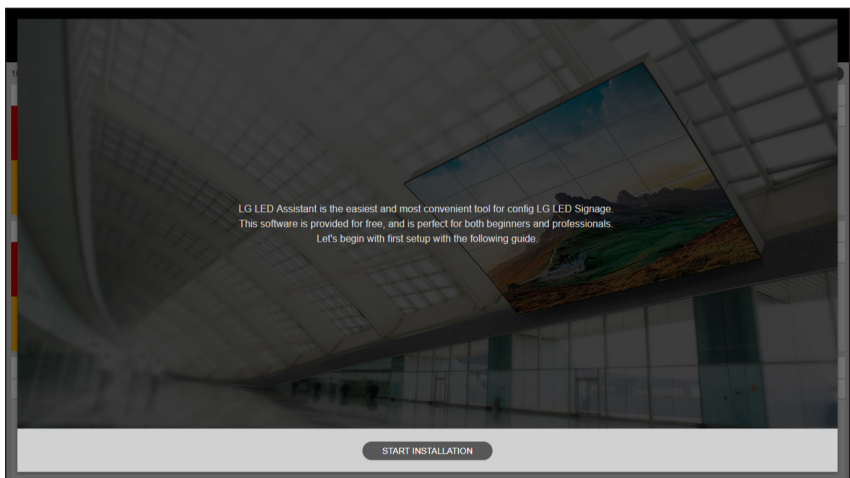 LG LED Assistant is the easiest and most convenient tool for config LG LED Signage.
This software is provided for free, and is perfect for both beginners and professionals.
Let's begin with first setup with the following guide.
START INSTALLATION